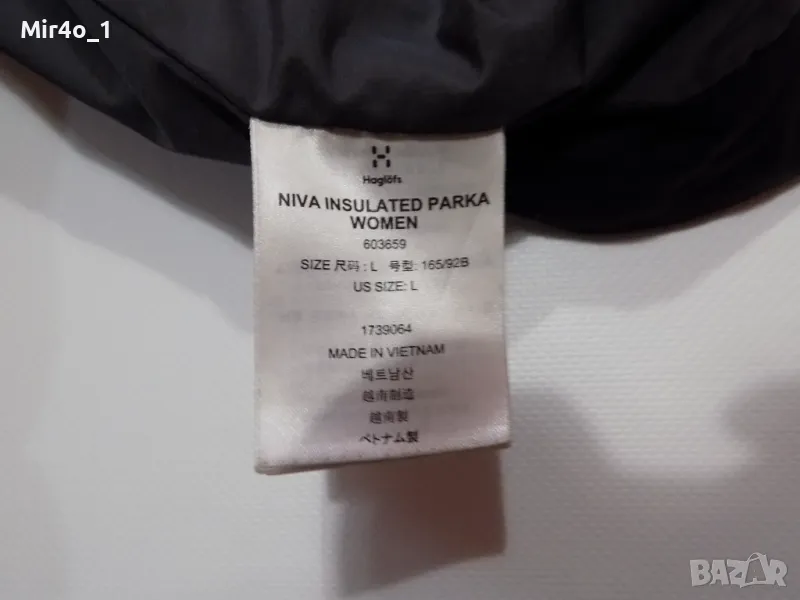 Mir4o_1
Haglöfs
NIVA INSULATED PARKA
WOMEN
603659
SIZE 尺码 : L 号型: 165/92B
US SIZE: L
1739064
MADE IN VIETNAM
베트남산
越南制造
越南製
ベトナム製
BAZAR